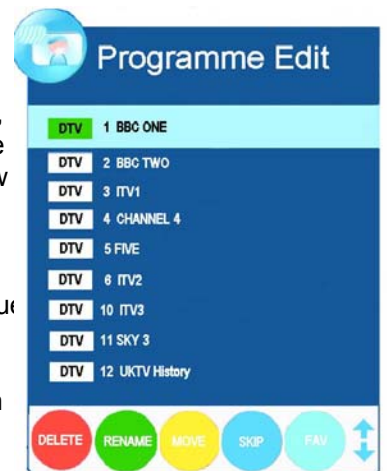 Programme Edit
DTV 1 BBC ONE
DTV 2 BBC TWO
DTV 3 ITV1
DTV 4 CHANNEL 4
DTV 5 FIVE
DTV 6 ITV2
DTV 10 ITV3
DTV 11 SKY 3
DTV 12 UKTV History
DELETE RENAME MOVE SKIP FAV